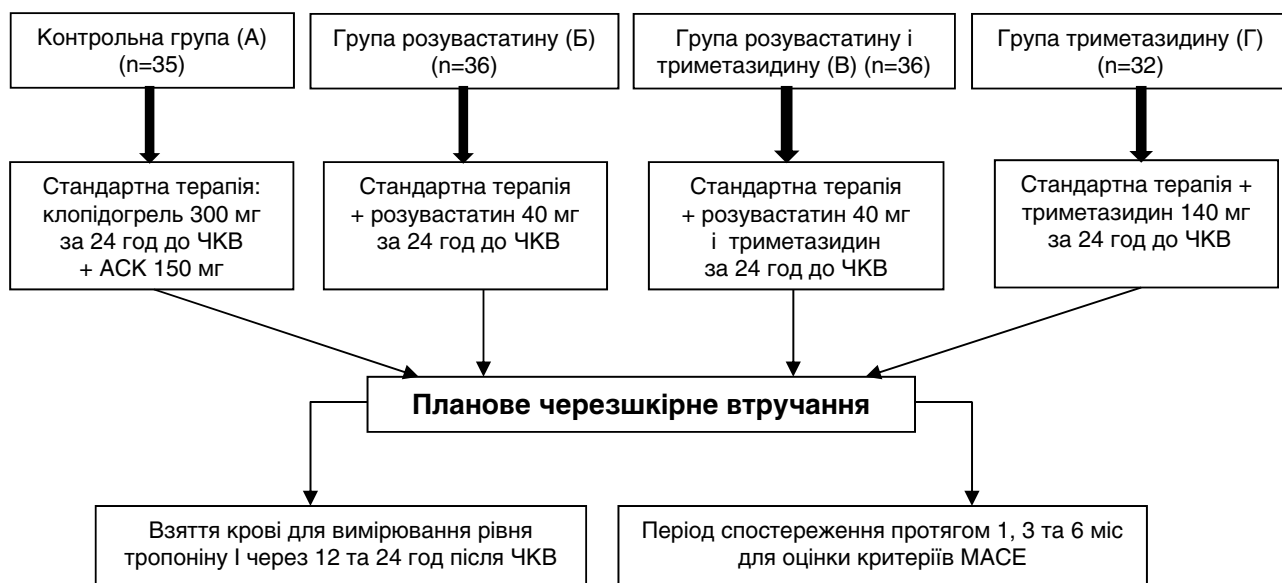 Контрольна група (А)
(n=35)
Група розувастатину (Б)
(n=36)
Група розувастатину і
триметазидину (В) (n=36)
Група триметазидину (Г)
(n=32)
Стандартна терапія:
клопідогрель 300 мг
за 24 год до ЧКВ
+ АСК 150 мг
Стандартна терапія
+ розувастатин 40 мг
за 24 год до ЧКВ
Стандартна терапія
+ розувастатин 40 мг
і триметазидин
за 24 год до ЧКВ
Стандартна терапія +
триметазидин 140 мг
за 24 год до ЧКВ
Планове черезшкірне втручання
Взяття крові для вимірювання рівня
тропоніну І через 12 та 24 год після ЧКВ
Період спостереження протягом 1, 3 та 6 міс
для оцінки критеріїв МАСЕ